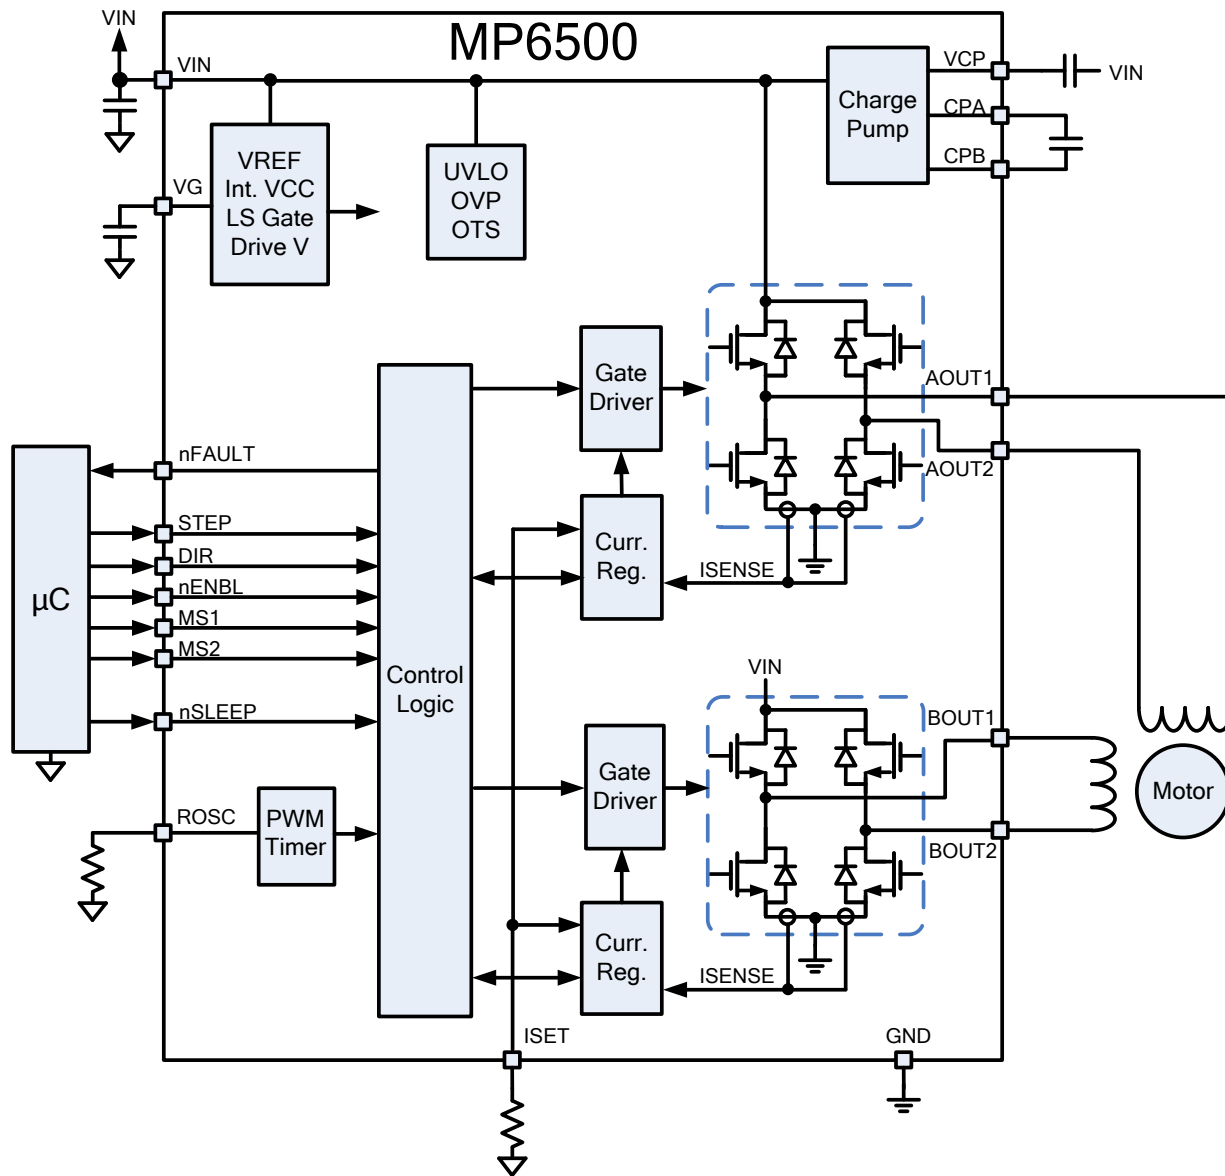 VIN
MP6500
VIN
VCP
VIN
Charge
Pump
CPA
CPB
VREF
Int. VCC
LS Gate
Drive V
UVLO
OVP
OTS
VG
Gate
Driver
AOUT1
AOUT2
nFAULT
STEP
DIR
nENBL
MS1
MS2
nSLEEP
µC
Curr.
Reg.
ISENSE
Control
Logic
VIN
BOUT1
BOUT2
Gate
Driver
Motor
ROSC
PWM
Timer
Curr.
Reg.
ISENSE
ISET
GND